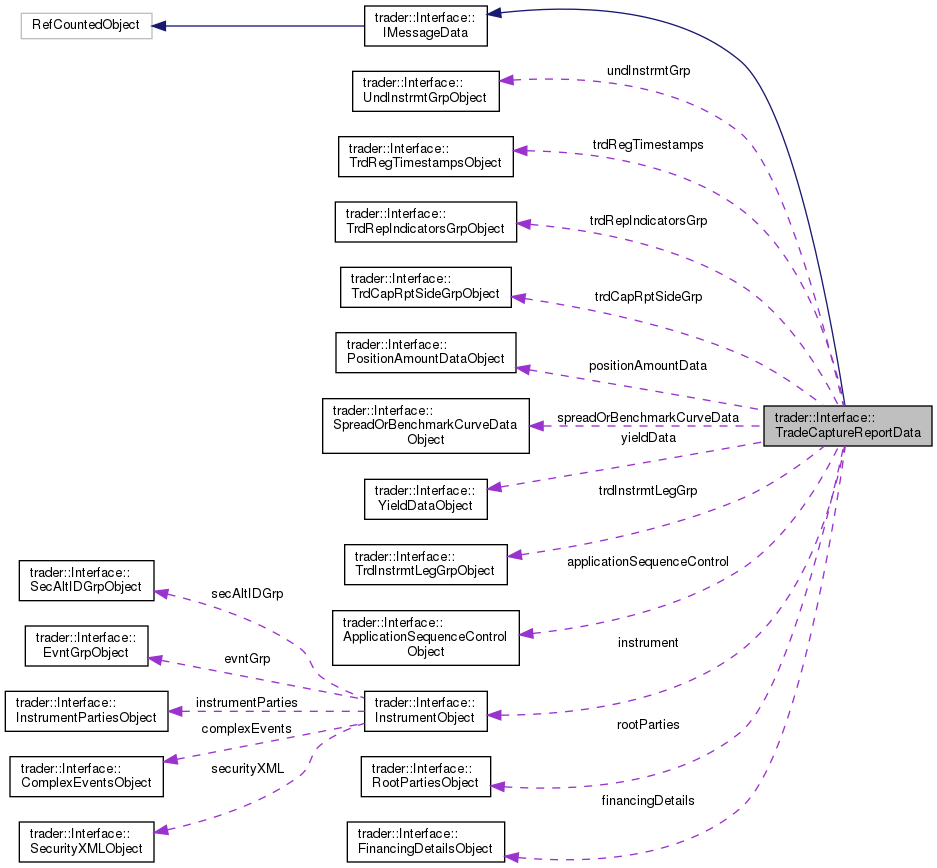 RefCountedObject
trader::Interface::
IMessageData
undInstrmtGrp
trader::Interface::
UndInstrmtGrpObject
trdRegTimestamps
trader::Interface::
TrdRegTimestampsObject
trdRepIndicatorsGrp
trader::Interface::
TrdRepIndicatorsGrpObject
trdCapRptSideGrp
trader::Interface::
TrdCapRptSideGrpObject
positionAmountData
trader::Interface::
PositionAmountDataObject
spreadOrBenchmarkCurveData
trader::Interface::
SpreadOrBenchmarkCurveData
Object
trader::Interface::
TradeCaptureReportData
yieldData
trader::Interface::
YieldDataObject
trdInstrmtLegGrp
trader::Interface::
TrdInstrmtLegGrpObject
applicationSequenceControl
trader::Interface::
ApplicationSequenceControl
Object
trader::Interface::
SecAltIDGrpObject
secAltIDGrp
trader::Interface::
EvntGrpObject
evntGrp
instrument
trader::Interface::
InstrumentPartiesObject
instrumentParties
trader::Interface::
InstrumentObject
complexEvents
trader::Interface::
ComplexEventsObject
rootParties
trader::Interface::
RootPartiesObject
securityXML
trader::Interface::
SecurityXMLObject
financingDetails
trader::Interface::
FinancingDetailsObject